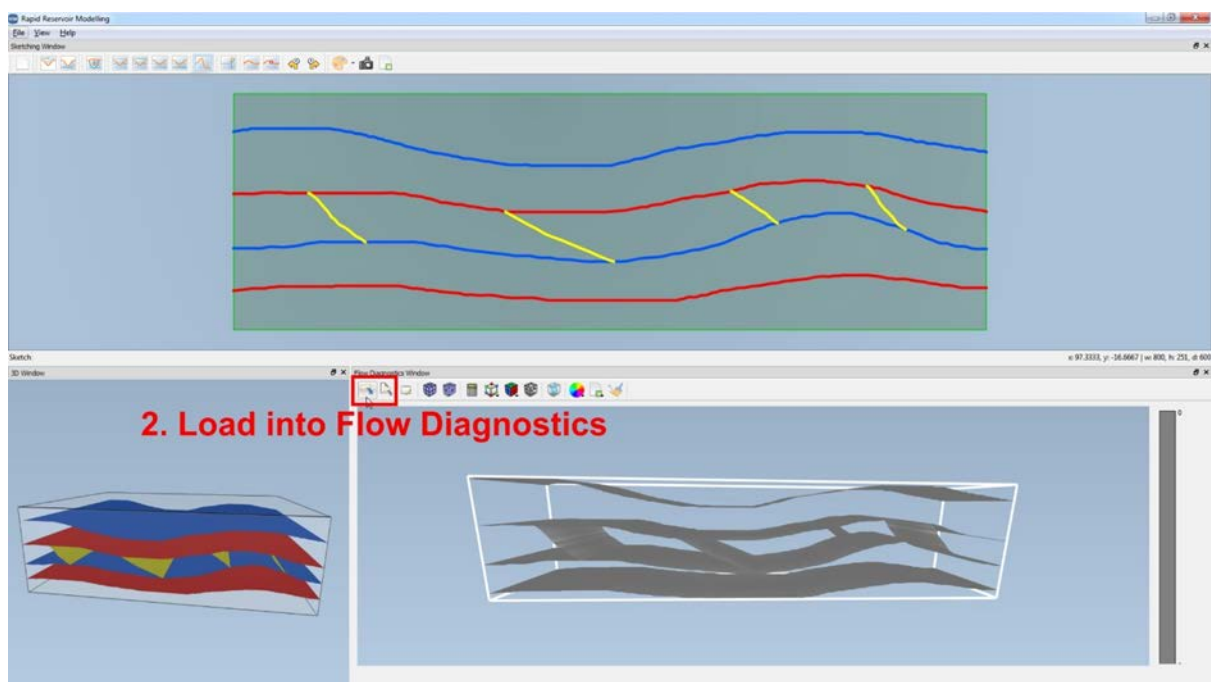 Rapid Reservoir Modelling
File View Help
Sketching Window
Sketch
x: 97.3333, y: -16.6667 | w: 800, h: 251, d: 600
3D Window
Flow Diagnostics Window
2. Load into Flow Diagnostics
0